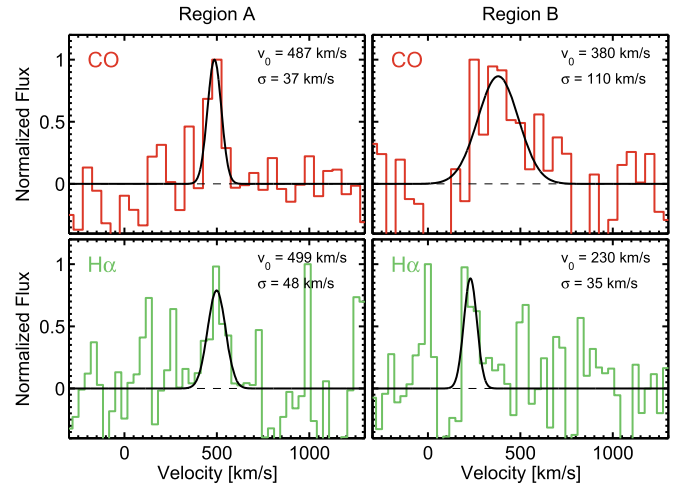 Region A
Region B
CO
v0 = 487 km/s
σ = 37 km/s
CO
v0 = 380 km/s
σ = 110 km/s
Normalized Flux
1
0.5
0
Hα
v0 = 499 km/s
σ = 48 km/s
Hα
v0 = 230 km/s
σ = 35 km/s
Normalized Flux
1
0.5
0
0
500
1000
0
500
1000
Velocity [km/s]
Velocity [km/s]